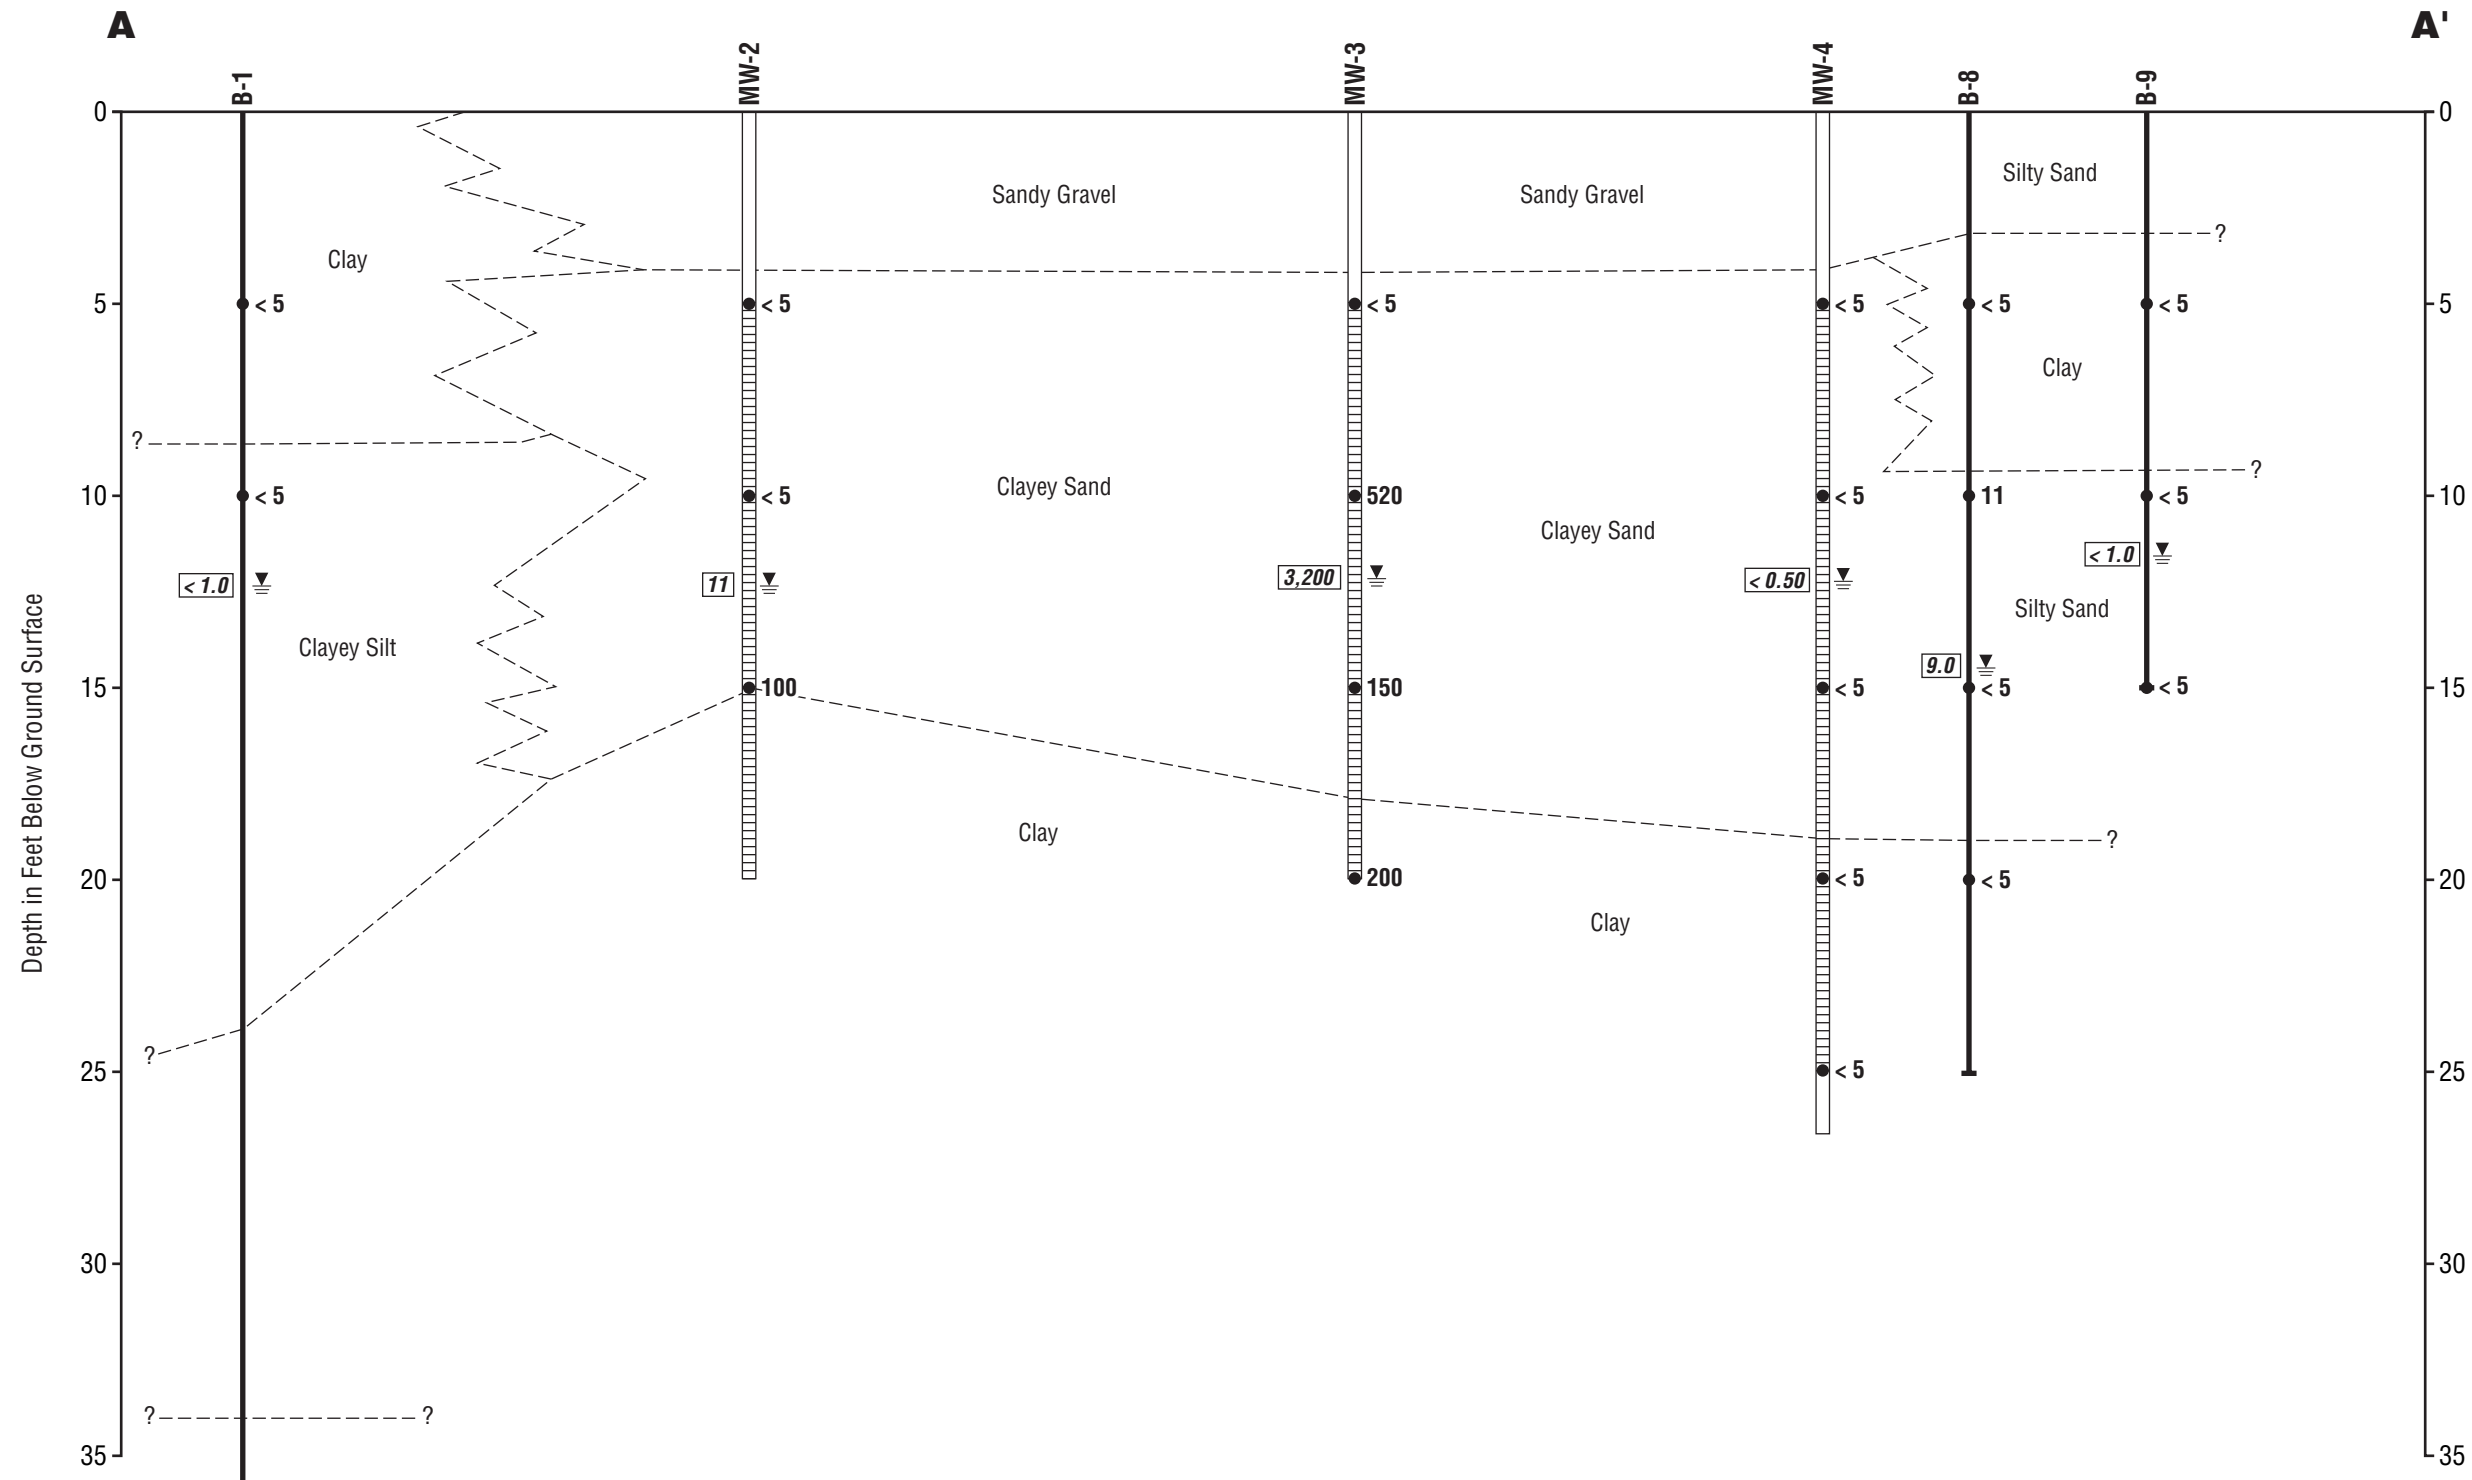 A A'
B-1 MW-2 MW-3 MW-4 B-8 B-9
0 0
Silty Sand
Sandy Gravel Sandy Gravel
? 
Clay
5 < 5 < 5 < 5 < 5 < 5 < 5 5
Clay
?
?
Clayey Sand
10 < 5 < 5 520 < 5 11 < 5 10
Clayey Sand
< 1.0
< 1.0 11 3,200 < 0.50
Silty Sand
Clayey Silt
9.0
15 100 150 < 5 < 5 < 5 15
Depth in Feet Below Ground Surface
Clay
?
20 200 < 5 < 5 20
Clay
?
25 < 5 25
30 30
? ?
35 35